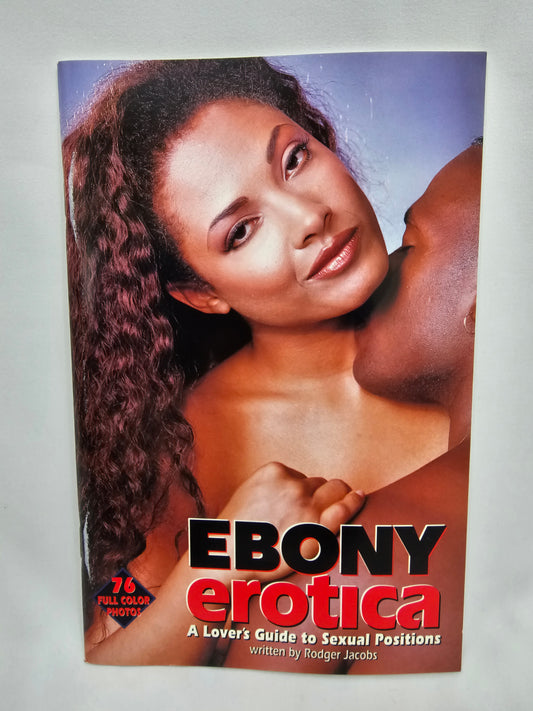 76
FULL COLOR
PHOTOS
EBONY
erotica
A Lover's Guide to Sexual Positions
written by Rodger Jacobs